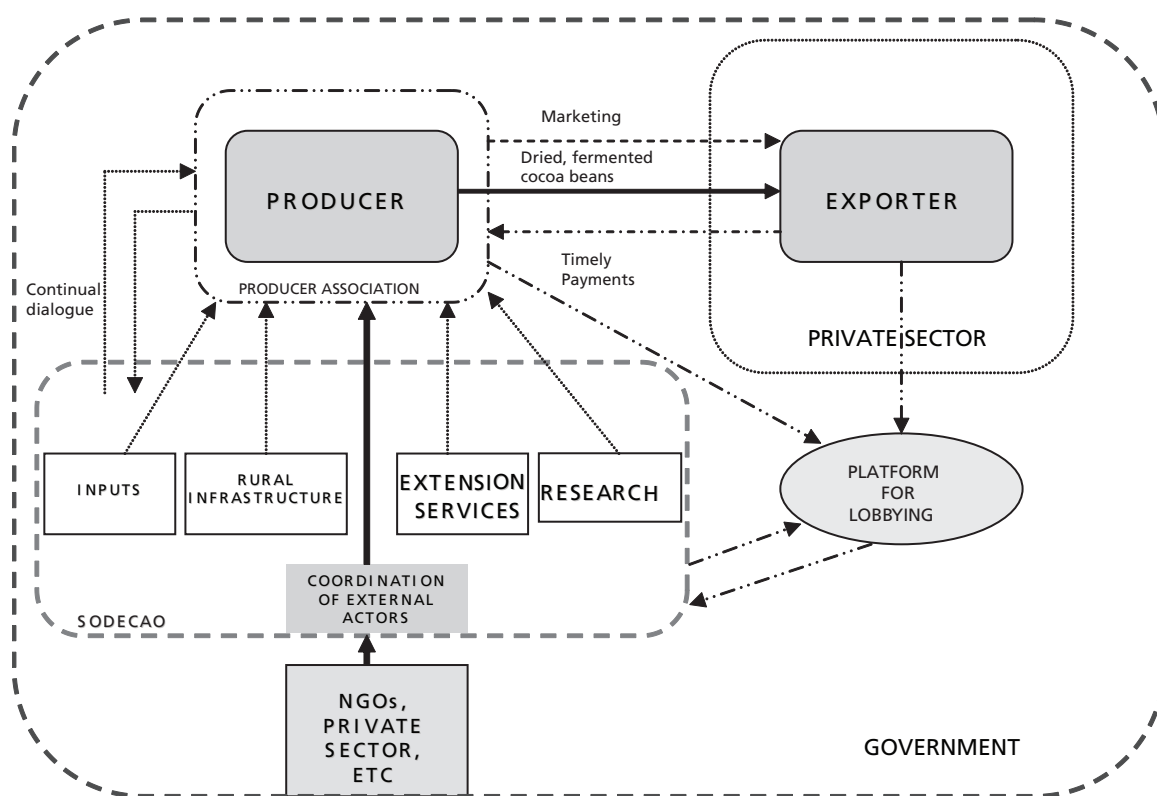 Marketing
Dried, fermented
cocoa beans
PRODUCER
EXPORTER
Timely
Payments
Continual
dialogue
PRODUCER ASSOCIATION
PRIVATE SECTOR
INPUTS
RURAL
INFRASTRUCTURE
EXTENSION
SERVICES
RESEARCH
PLATFORM
FOR
LOBBYING
COORDINATION
OF EXTERNAL
ACTORS
SODECAO
NGOs,
PRIVATE
SECTOR,
ETC
GOVERNMENT